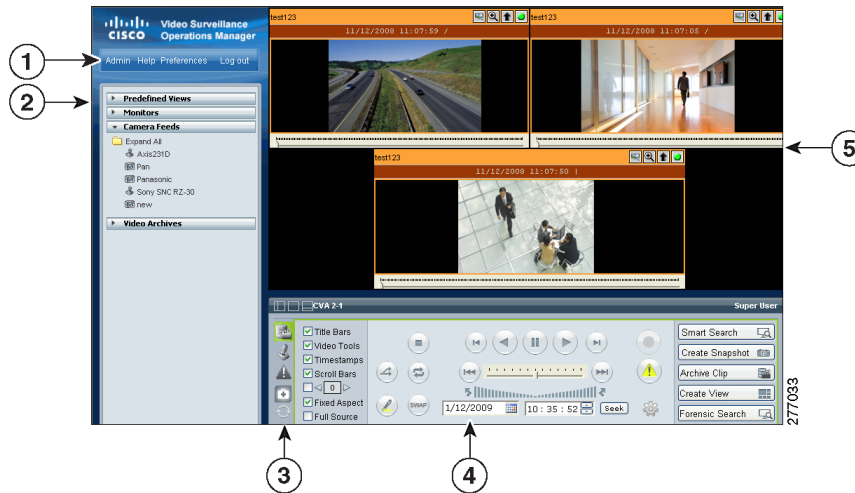 CISCO
Video Surveillance
Operations Manager
Admin Help Preferences Log out
Predefined Views
Monitors
Camera Feeds
Expand All
Axis231D
Pan
Panasonic
Sony SNC RZ-30
new
Video Archives
test123
11/12/2008 11:07:59 /
test123
11/12/2008 11:07:05 /
test123
11/12/2008 11:07:50 |
CVA 2-1
Super User
Title Bars
Video Tools
Timestamps
Scroll Bars
0
Fixed Aspect
Full Source
SWAP
1/12/2009
10 : 35 : 52
Seek
Smart Search
Create Snapshot
Archive Clip
Create View
Forensic Search
1
2
3
4
5
277033